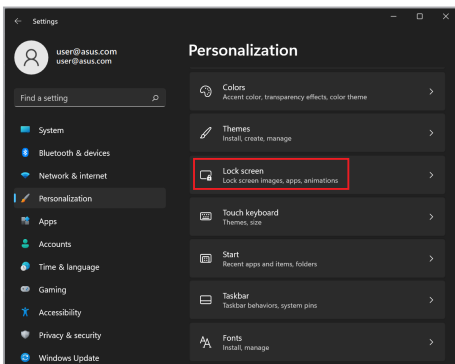 Settings
user@asus.com
user@asus.com
Find a setting
System
Bluetooth & devices
Network & internet
Personalization
Apps
Accounts
Time & language
Gaming
Accessibility
Privacy & security
Windows Update
Personalization
Colors
Accent color, transparency effects, color theme
Themes
Install, create, manage
Lock screen
Lock screen images, apps, animations
Touch keyboard
Themes, size
Start
Recent apps and items, folders
Taskbar
Taskbar behaviors, system pins
Fonts
Install, manage